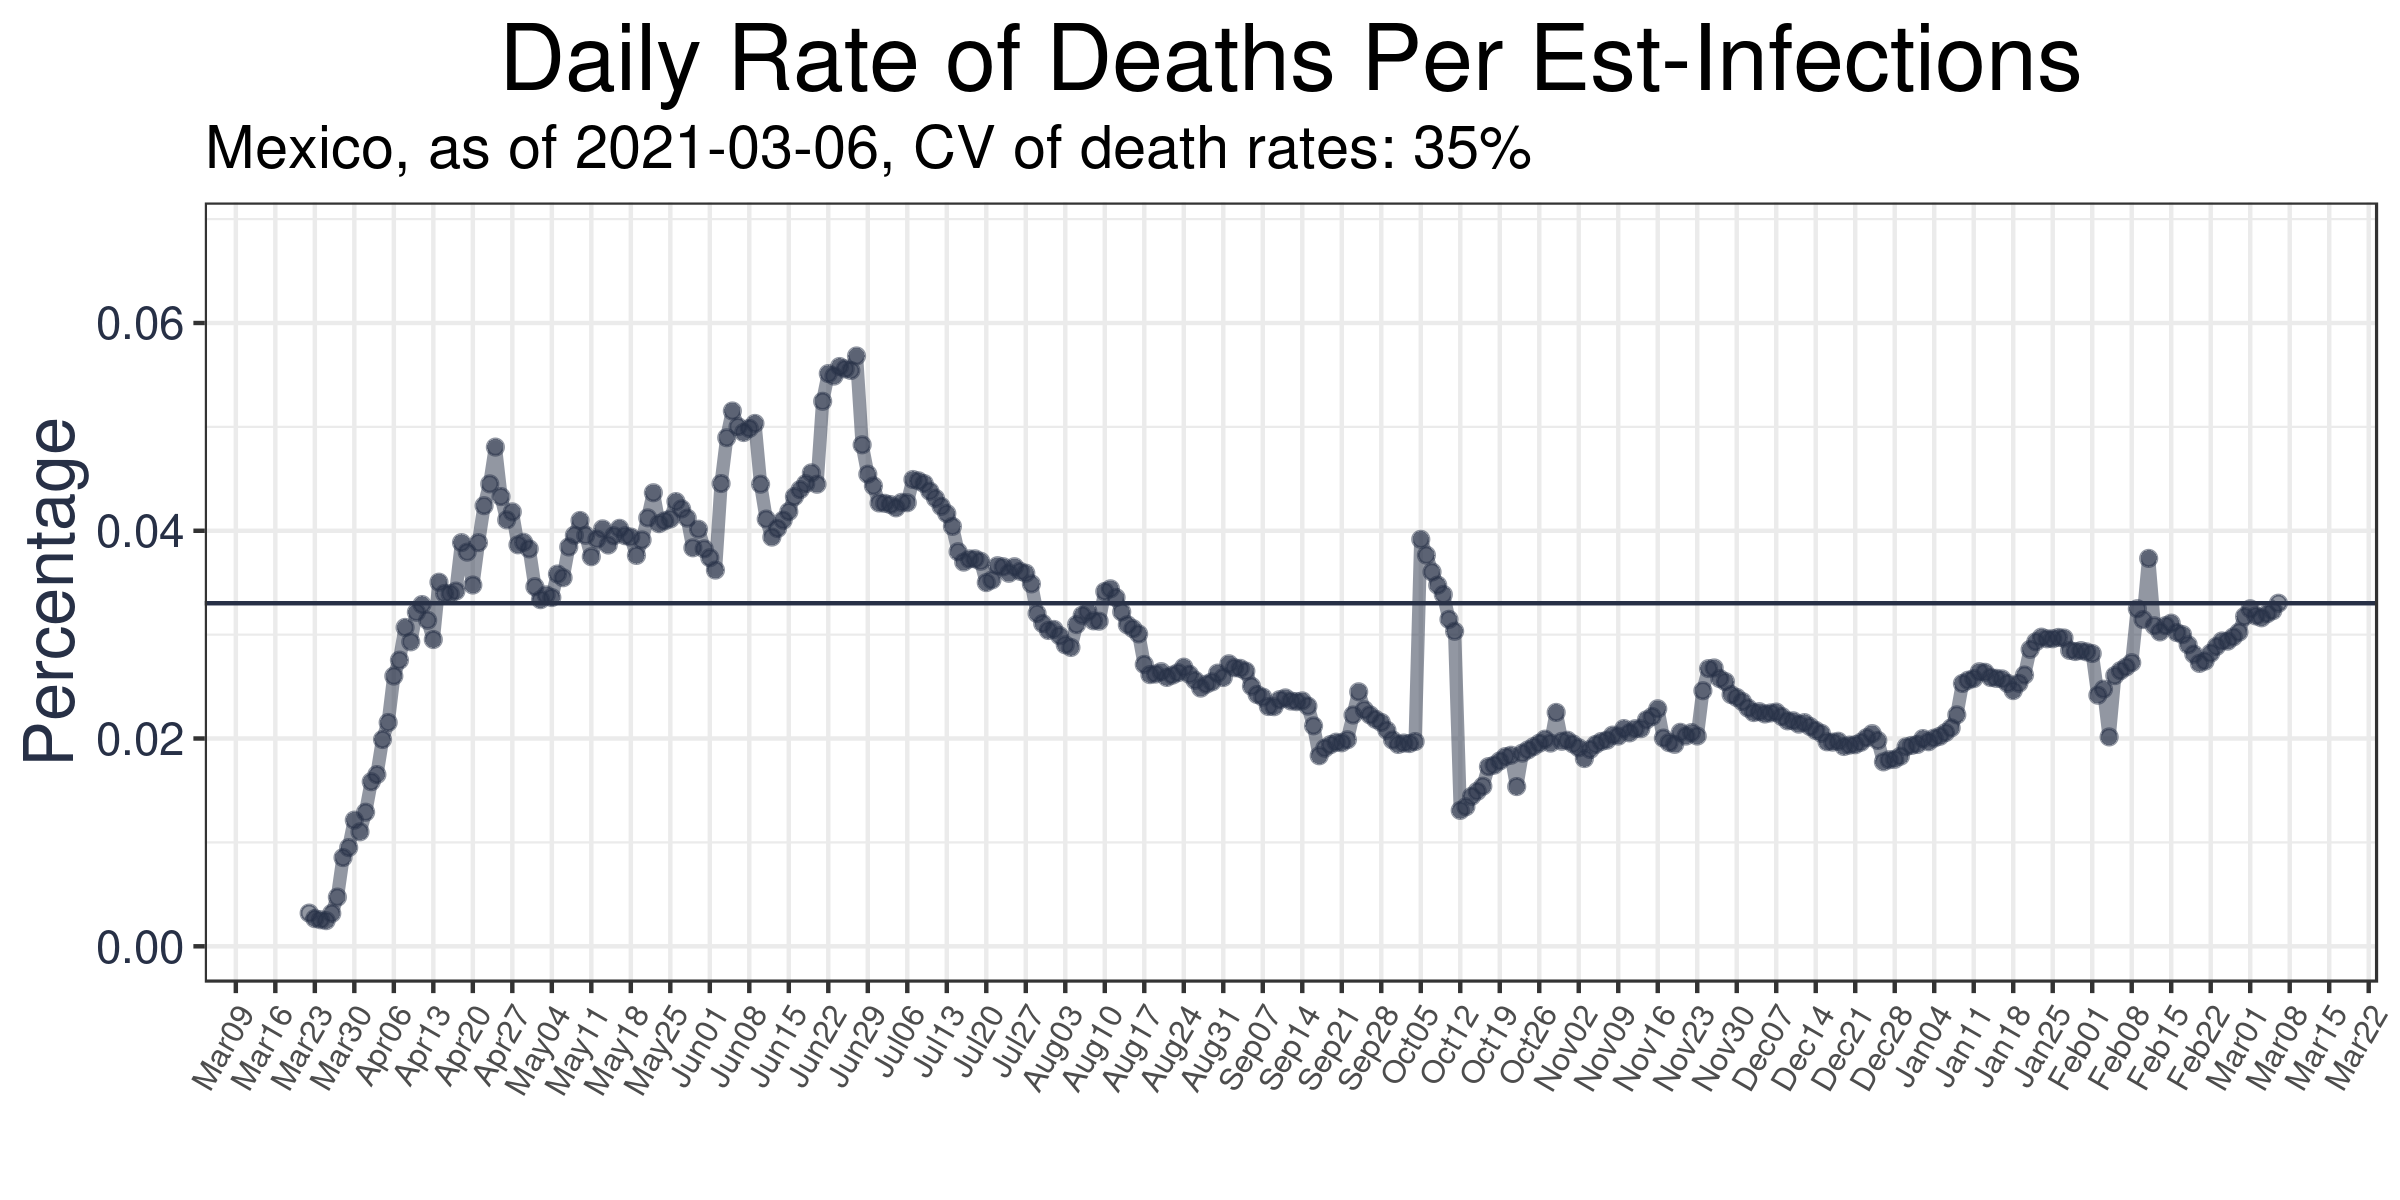 Daily Rate of Deaths Per Est-Infections
Mexico, as of 2021-03-06, CV of death rates: 35%
Percentage
0.06
0.04
0.02
0.00
Mar09
Mar16
Mar23
Mar30
Apr06
Apr13
Apr20
Apr27
May04
May11
May18
May25
Jun01
Jun08
Jun15
Jun22
Jun29
Jul06
Jul13
Jul20
Jul27
Aug03
Aug10
Aug17
Aug24
Aug31
Sep07
Sep14
Sep21
Sep28
Oct05
Oct12
Oct19
Oct26
Nov02
Nov09
Nov16
Nov23
Nov30
Dec07
Dec14
Dec21
Dec28
Jan04
Jan11
Jan18
Jan25
Feb01
Feb08
Feb15
Feb22
Mar01
Mar08
Mar15
Mar22